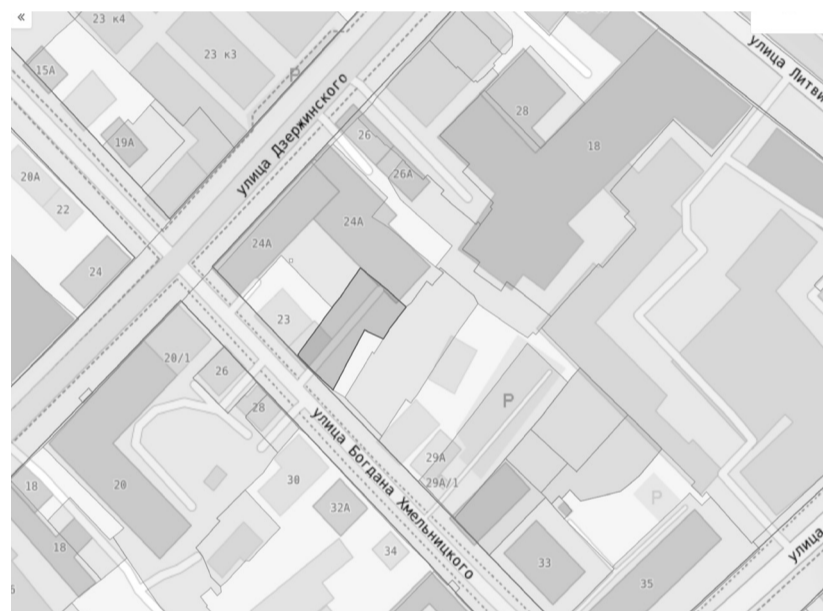 «
23 к4
23 к3
P
15А
19А
улица Дзержинского
улица Литви
28
18
26
26А
20А
22
24
24А
24А
23
20/1
26
28
улица Богдана Хмельницкого
P
29А
29А/1
20
30
32А
34
33
35
P
18
18
улица